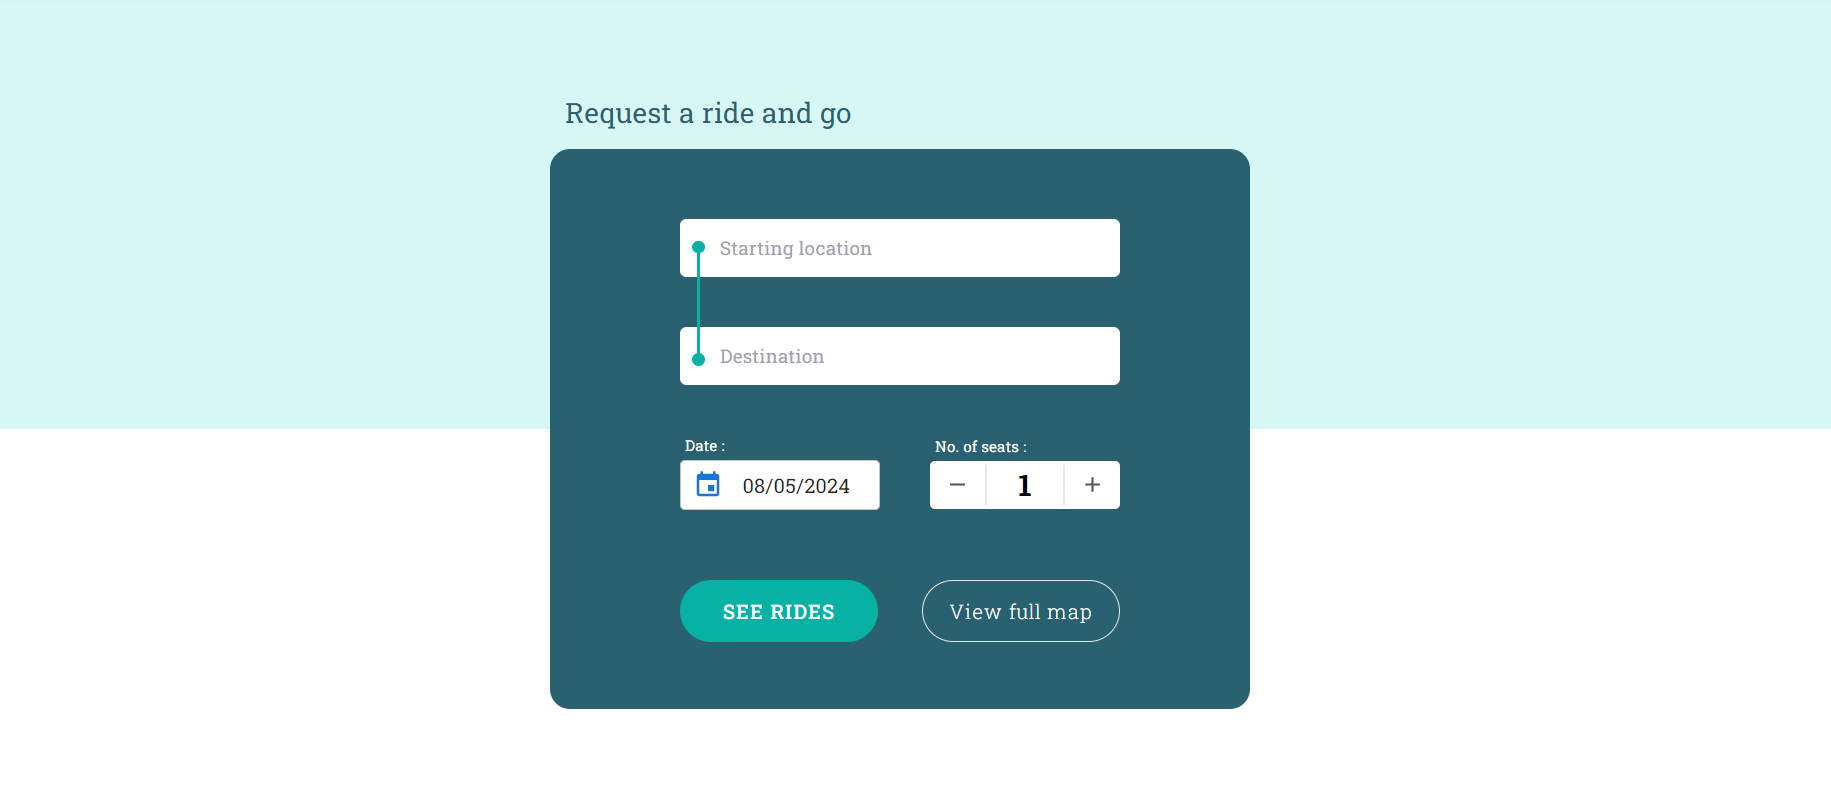 Request a ride and go
Starting location
Destination
Date :
No. of seats :
08/05/2024
− 1 +
SEE RIDES
View full map